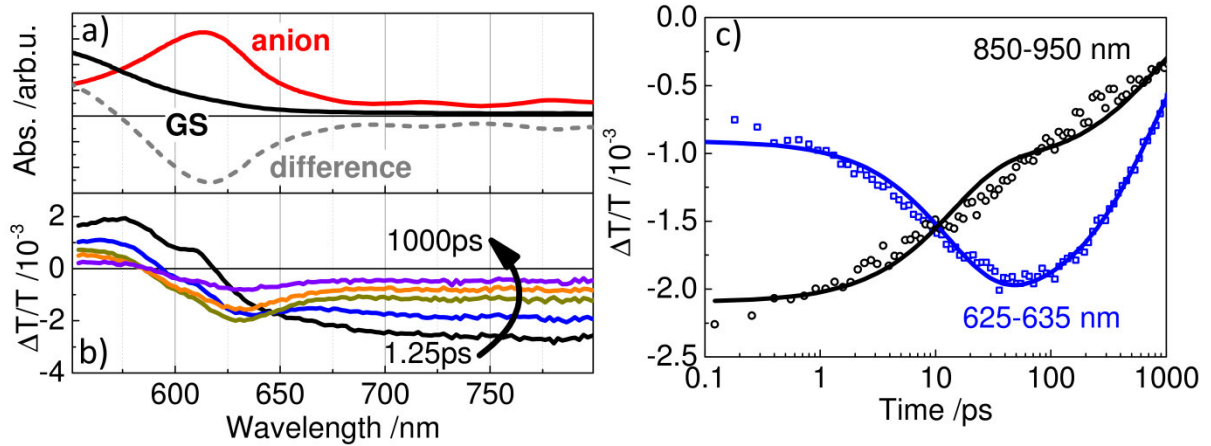 a)
anion
GS
difference
Abs. /arb.u.
b)
2
0
-2
-4
ΔT/T /10⁻³
1000ps
1.25ps
600 650 700 750
Wavelength /nm
c)
0.0
-0.5
-1.0
-1.5
-2.0
-2.5
ΔT/T /10⁻³
850-950 nm
625-635 nm
0.1 1 10 100 1000
Time /ps